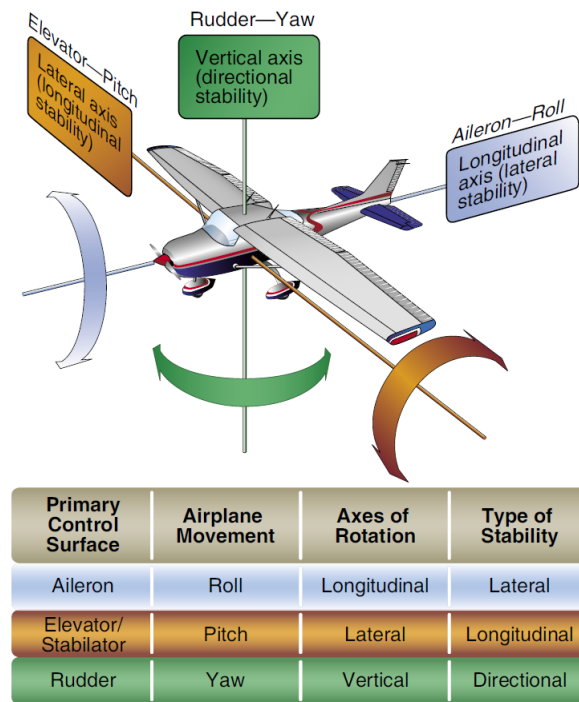 Rudder—Yaw
Vertical axis
(directional
stability)
Elevator—Pitch
Lateral axis
(longitudinal
stability)
Aileron—Roll
Longitudinal
axis (lateral
stability)
Primary
Control
Surface
Airplane
Movement
Axes of
Rotation
Type of
Stability
Aileron
Roll
Longitudinal
Lateral
Elevator/
Stabilator
Pitch
Lateral
Longitudinal
Rudder
Yaw
Vertical
Directional